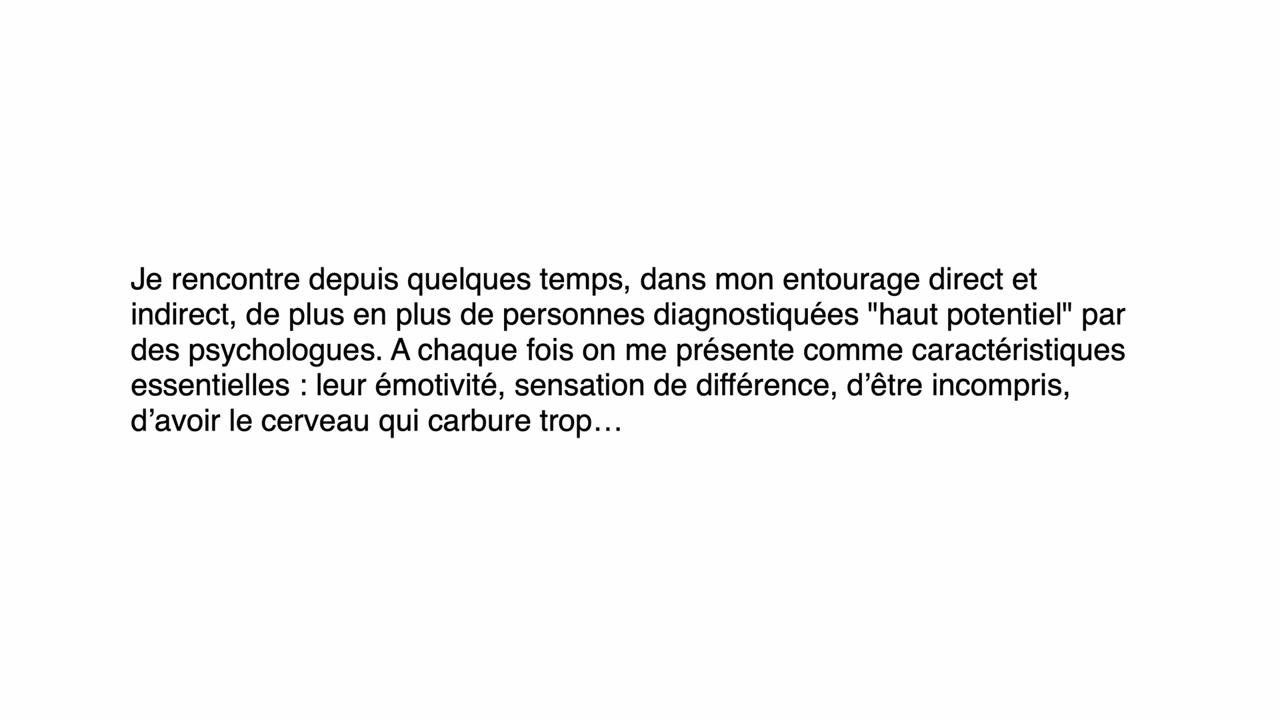 Je rencontre depuis quelques temps, dans mon entourage direct et
indirect, de plus en plus de personnes diagnostiquées "haut potentiel" par
des psychologues. A chaque fois on me présente comme caractéristiques
essentielles : leur émotivité, sensation de différence, d’être incompris,
d’avoir le cerveau qui carbure trop…